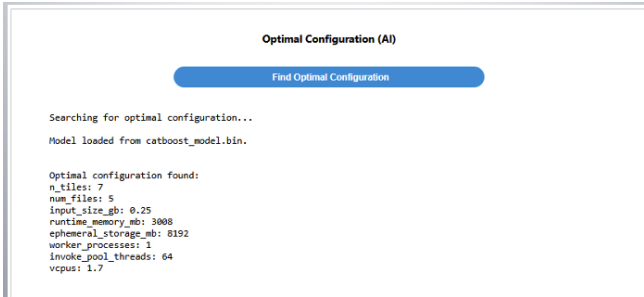 Optimal Configuration (AI)
Find Optimal Configuration
Searching for optimal configuration...
Model loaded from catboost_model.bin.
Optimal configuration found:
n_tiles: 7
num_files: 5
input_size_gb: 0.25
runtime_memory_mb: 3008
ephemeral_storage_mb: 8192
worker_processes: 1
invoke_pool_threads: 64
vcpus: 1.7